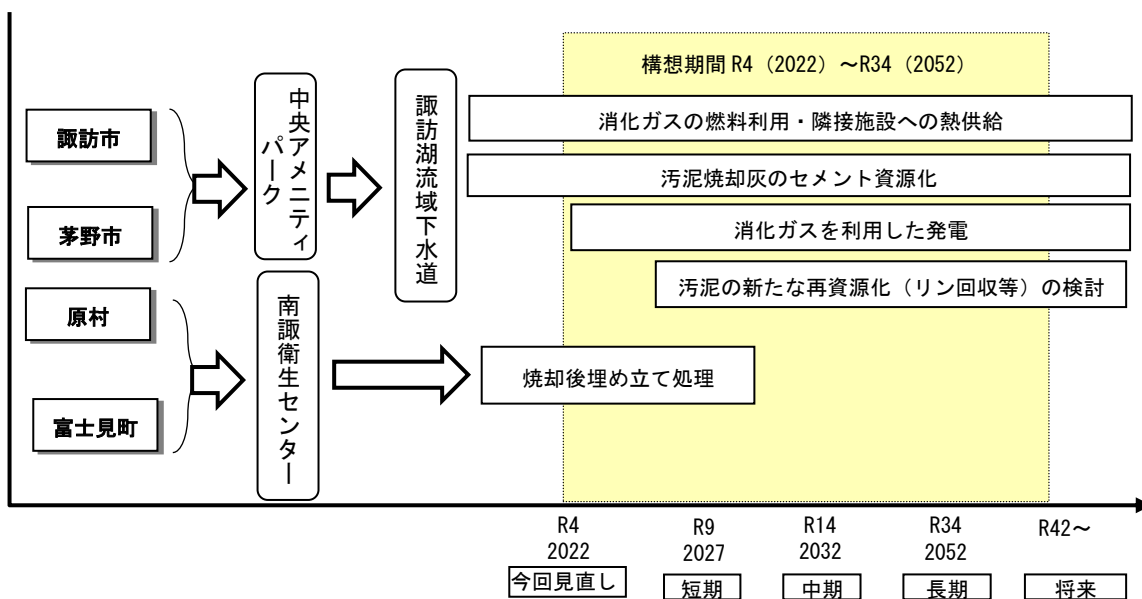 構想期間 R4（2022）～R34（2052）
諏訪市
茅野市
原村
富士見町
中央アメニティ
パーク
南諏衛生センター
諏訪湖流域下水道
消化ガスの燃料利用・隣接施設への熱供給
汚泥焼却灰のセメント資源化
消化ガスを利用した発電
汚泥の新たな再資源化（リン回収等）の検討
焼却後埋め立て処理
R4
2022
今回見直し
R9
2027
短期
R14
2032
中期
R34
2052
長期
R42～
将来